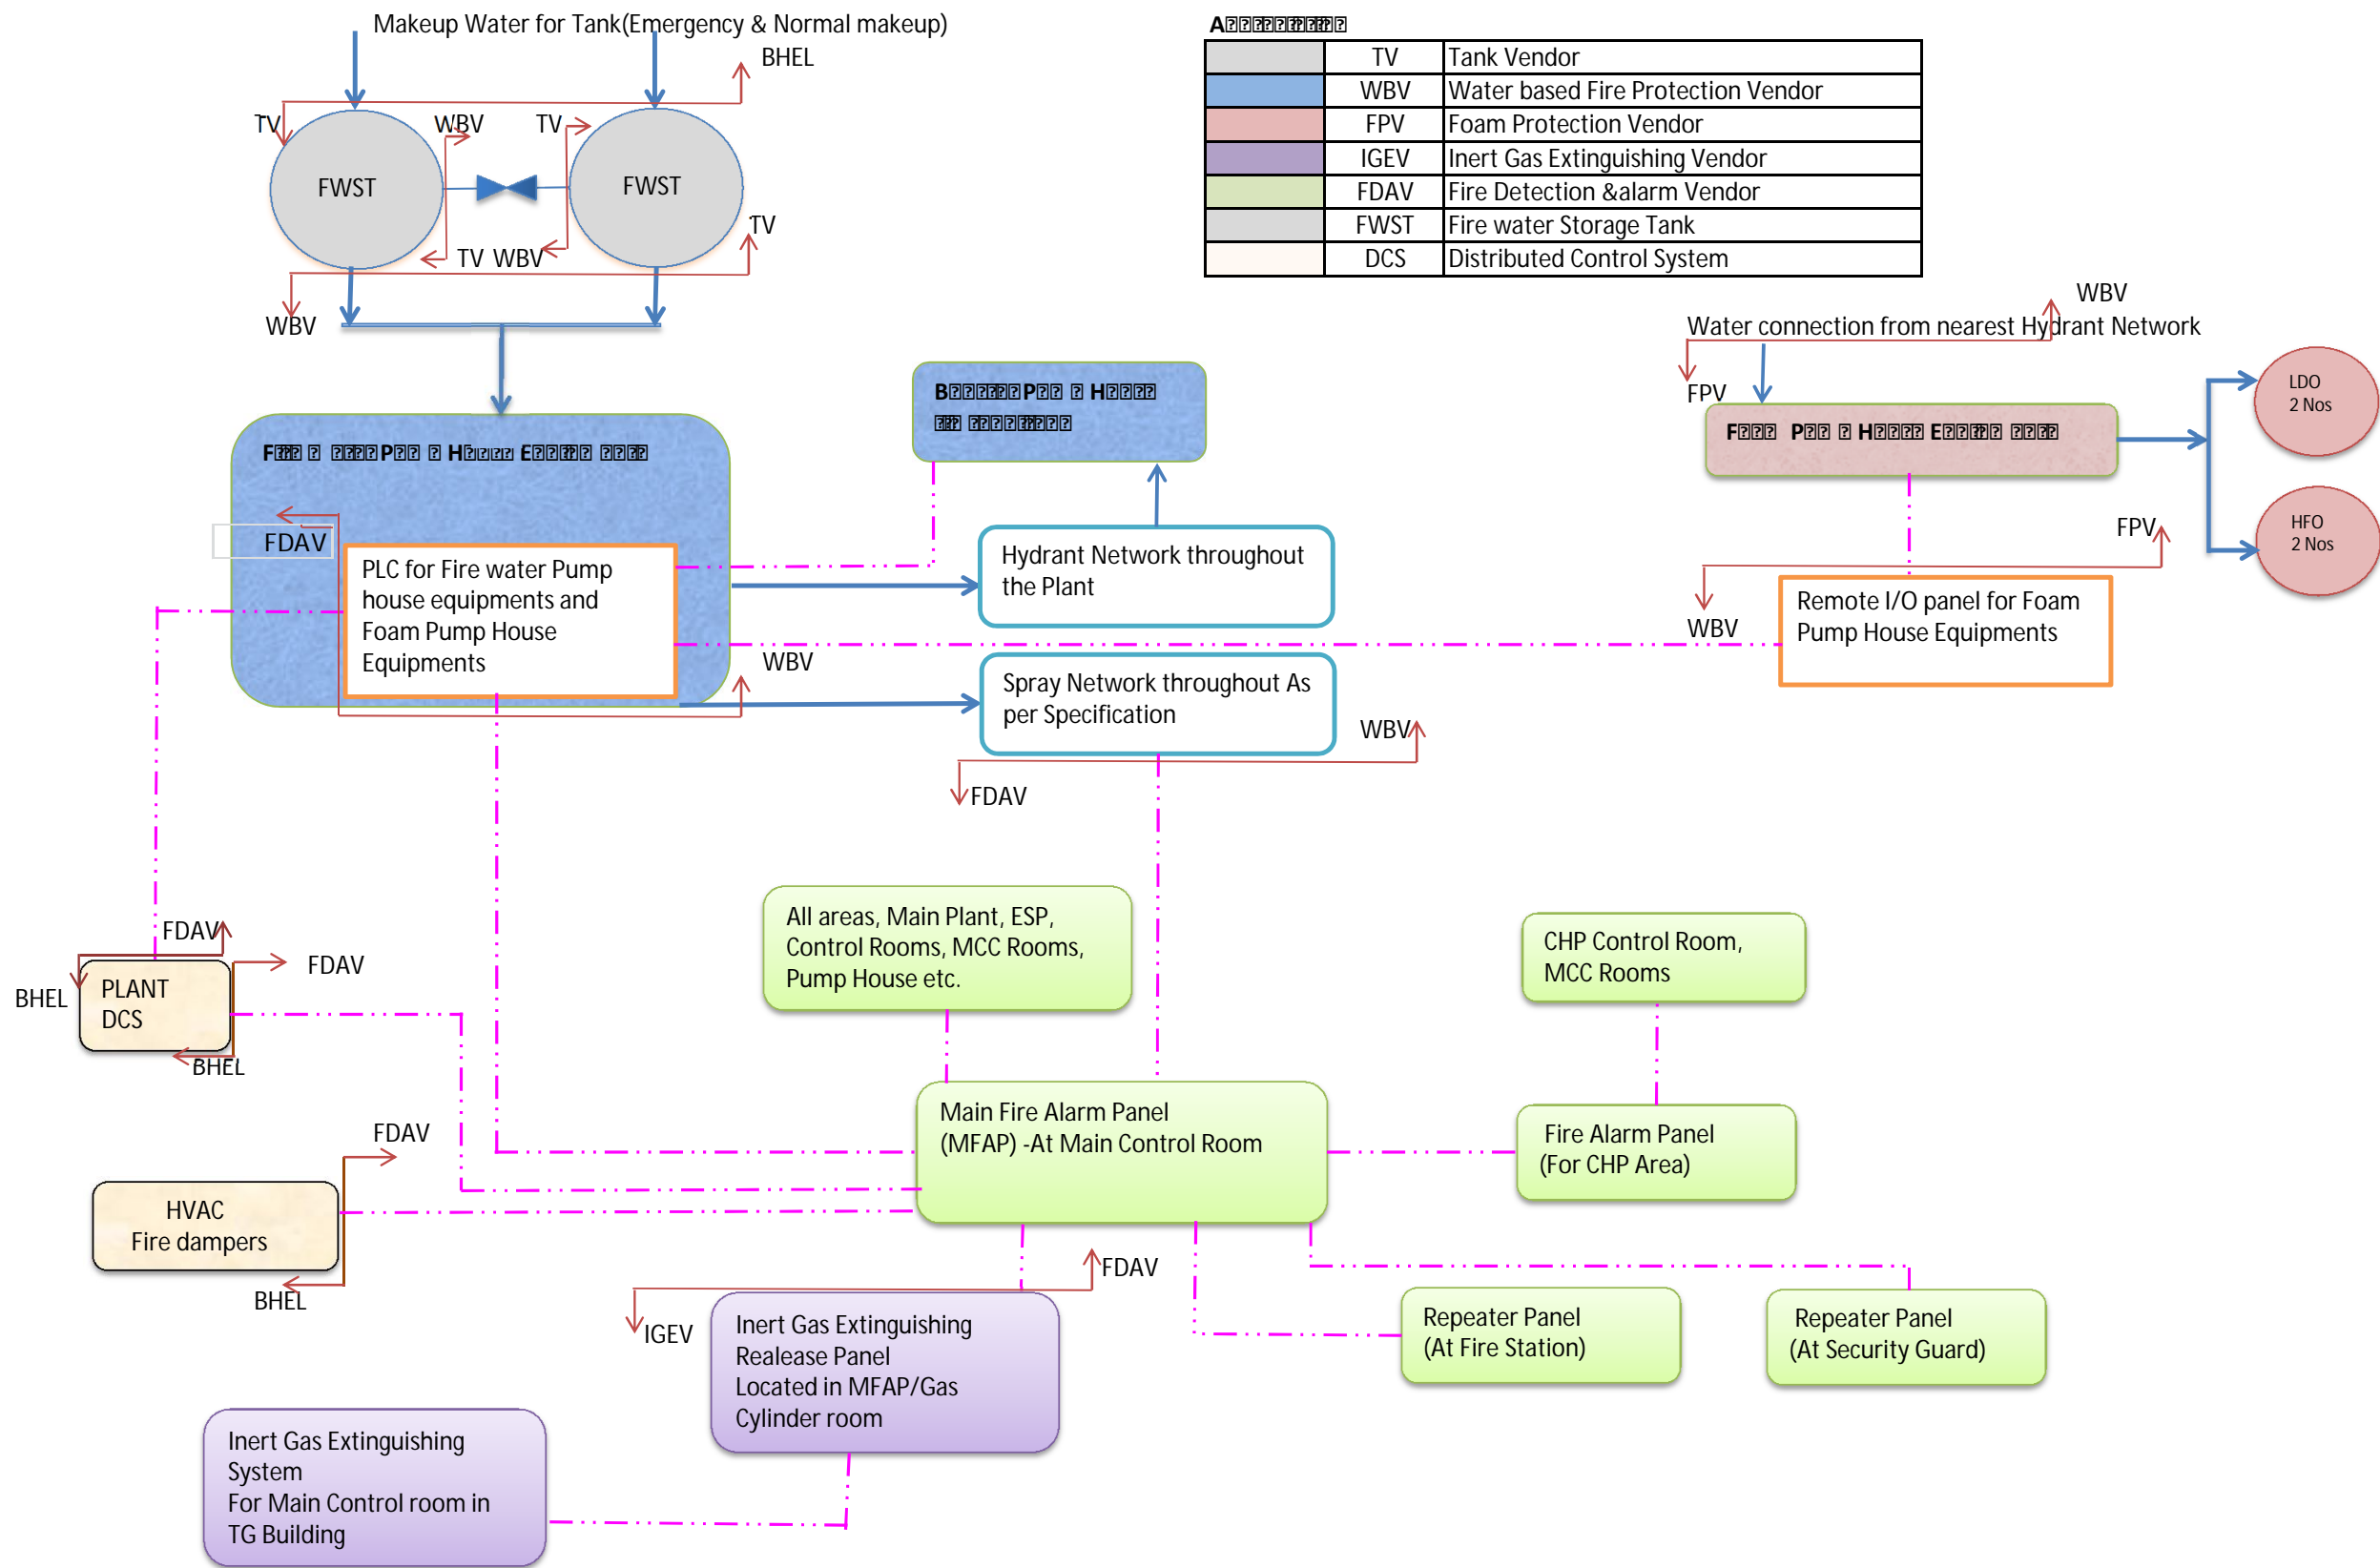 Makeup Water for Tank(Emergency & Normal makeup)
BHEL
TV
WBV
TV
FWST
FWST
TV
TV WBV
WBV
TV
Tank Vendor
WBV
Water based Fire Protection Vendor
FPV
Foam Protection Vendor
IGEV
Inert Gas Extinguishing Vendor
FDAV
Fire Detection &alarm Vendor
FWST
Fire water Storage Tank
DCS
Distributed Control System
WBV
Water connection from nearest Hydrant Network
FPV
LDO
2 Nos
HFO
2 Nos
FDAV
PLC for Fire water Pump
house equipments and
Foam Pump House
Equipments
WBV
Hydrant Network throughout
the Plant
Spray Network throughout As
per Specification
WBV
FDAV
FPV
WBV
Remote I/O panel for Foam
Pump House Equipments
All areas, Main Plant, ESP,
Control Rooms, MCC Rooms,
Pump House etc.
CHP Control Room,
MCC Rooms
FDAV
FDAV
BHEL
PLANT
DCS
BHEL
Main Fire Alarm Panel
(MFAP) -At Main Control Room
Fire Alarm Panel
(For CHP Area)
FDAV
HVAC
Fire dampers
BHEL
FDAV
IGEV
Inert Gas Extinguishing
Realease Panel
Located in MFAP/Gas
Cylinder room
Repeater Panel
(At Fire Station)
Repeater Panel
(At Security Guard)
Inert Gas Extinguishing
System
For Main Control room in
TG Building